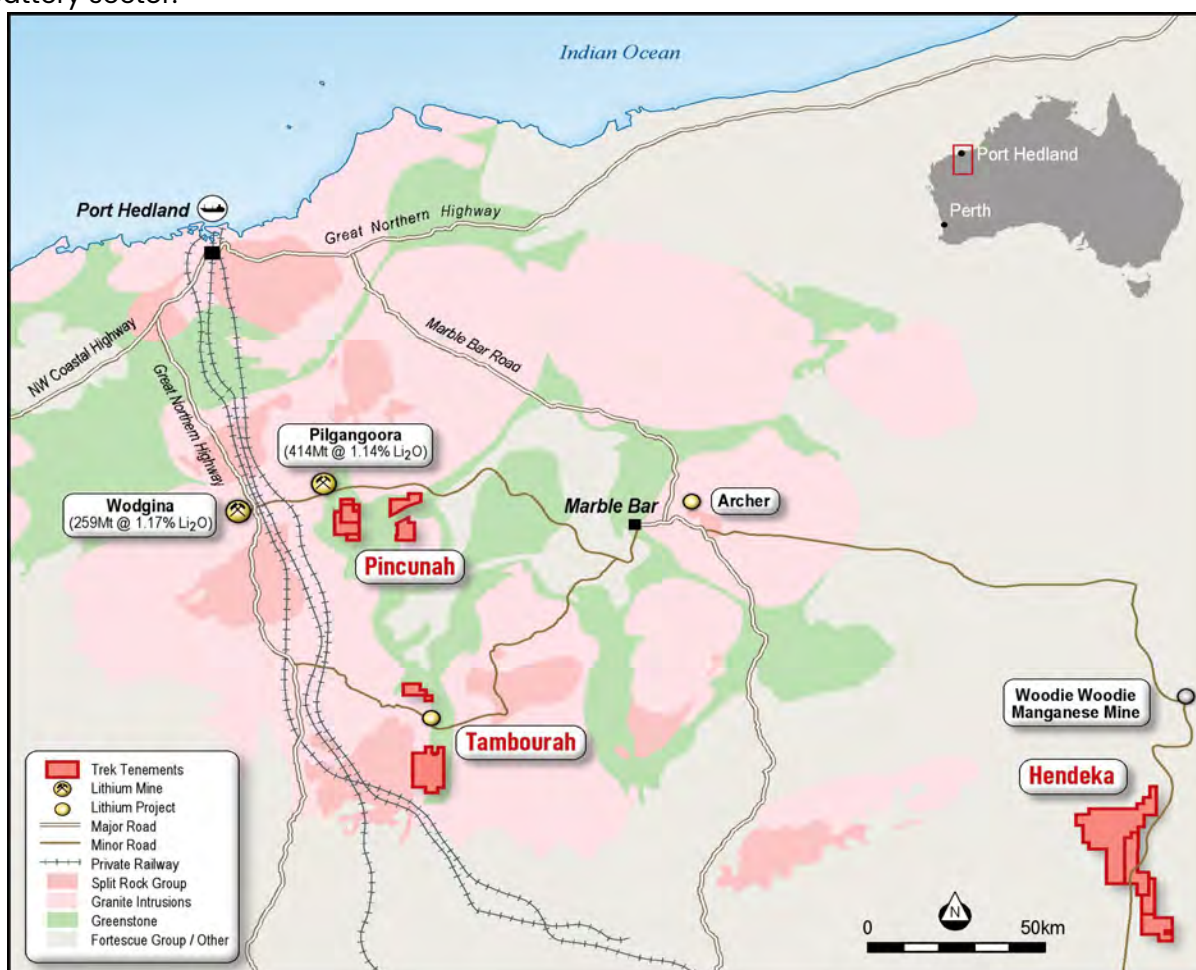 battery sector.
Indian Ocean
Port Hedland
Perth
Port Hedland
Great Northern Highway
NW Coastal Highway
Great Northern Highway
Marble Bar Road
Pilgangoora
(414Mt @ 1.14% Li₂O)
Wodgina
(259Mt @ 1.17% Li₂O)
Marble Bar
Archer
Pincunah
Woodie Woodie
Manganese Mine
Tambourah
Hendeka
Trek Tenements
Lithium Mine
Lithium Project
Major Road
Minor Road
Private Railway
Split Rock Group
Granite Intrusions
Greenstone
Fortescue Group / Other
N
0 50km